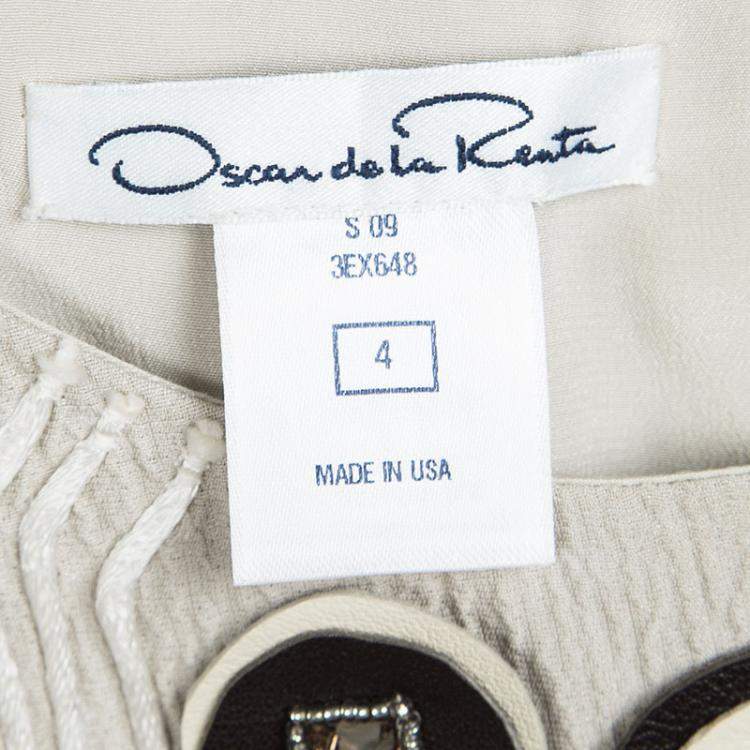 Oscar de la Renta
S 09
3EX648
4
MADE IN USA